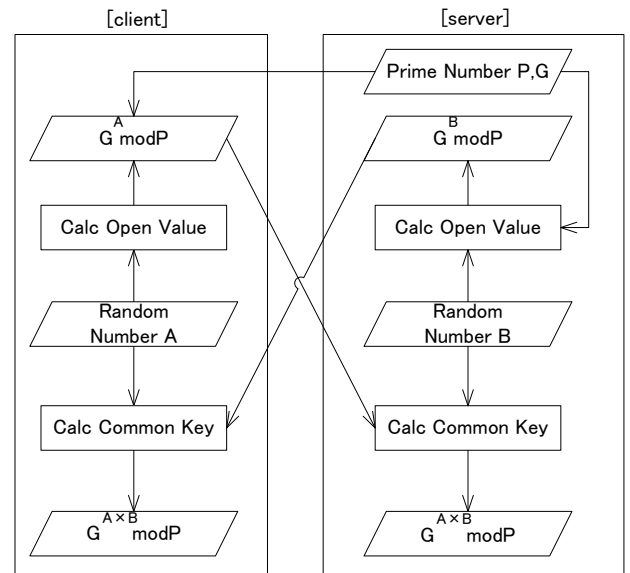 [client]
[server]
Prime Number P,G
G^A modP
G^B modP
Calc Open Value
Calc Open Value
Random
Number A
Random
Number B
Calc Common Key
Calc Common Key
G^A×B modP
G^A×B modP